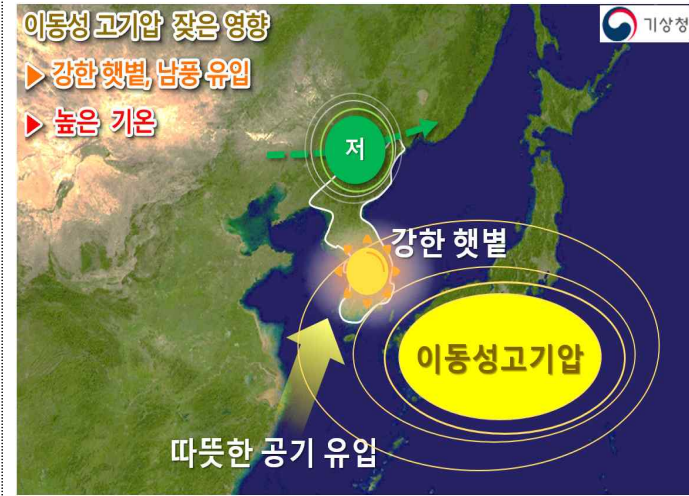 이동성 고기압 잦은 영향
▶ 강한 햇볕, 남풍 유입
▶ 높은 기온
기상청
저
강한 햇볕
이동성고기압
따뜻한 공기 유입